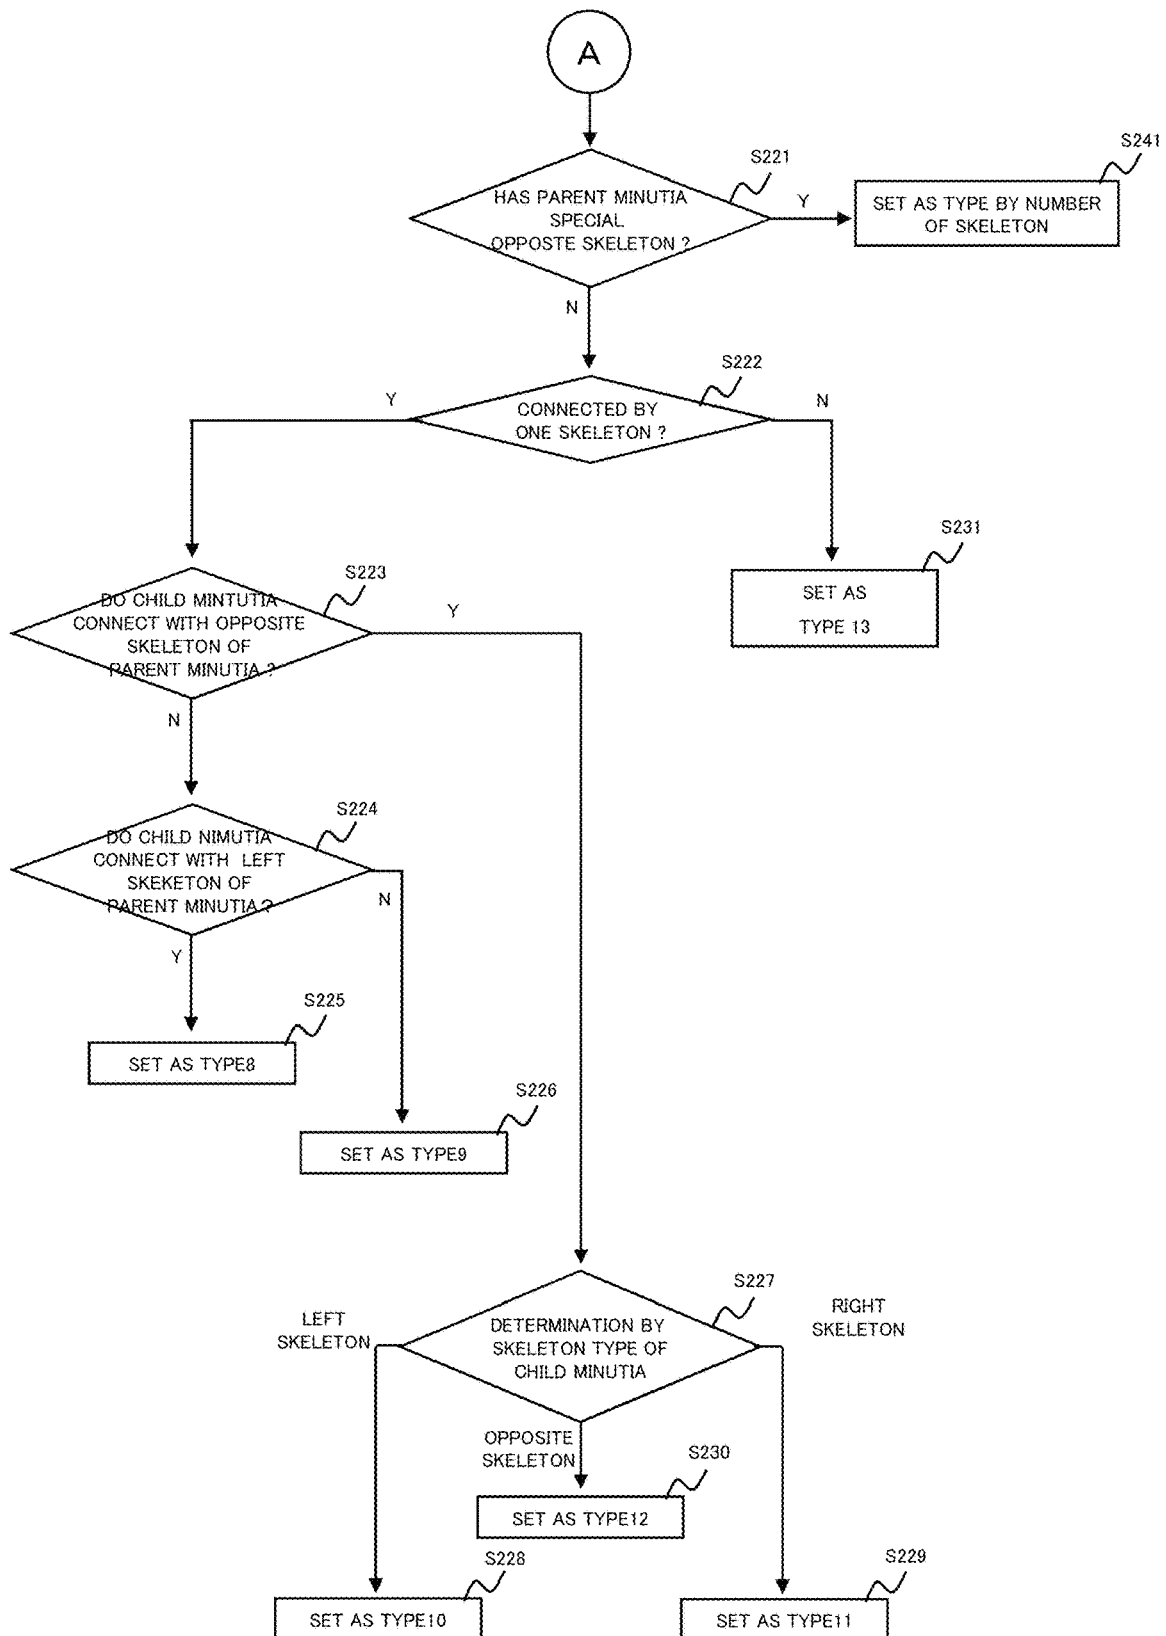 A
S221
HAS PARENT MINUTIA
SPECIAL
OPPOSTE SKELETON ?
Y
S241
SET AS TYPE BY NUMBER
OF SKELETON
N
S222
CONNECTED BY
ONE SKELETON ?
Y
N
S231
SET AS
TYPE 13
S223
DO CHILD MINTUTIA
CONNECT WITH OPPOSITE
SKELETON OF
PARENT MINUTIA ?
Y
N
S224
DO CHILD NIMUTIA
CONNECT WITH LEFT
SKEKETON OF
PARENT MINUTIA ?
N
Y
S225
SET AS TYPE8
S226
SET AS TYPE9
S227
DETERMINATION BY
SKELETON TYPE OF
CHILD MINUTIA
LEFT
SKELETON
RIGHT
SKELETON
OPPOSITE
SKELETON
S230
SET AS TYPE12
S228
SET AS TYPE10
S229
SET AS TYPE11